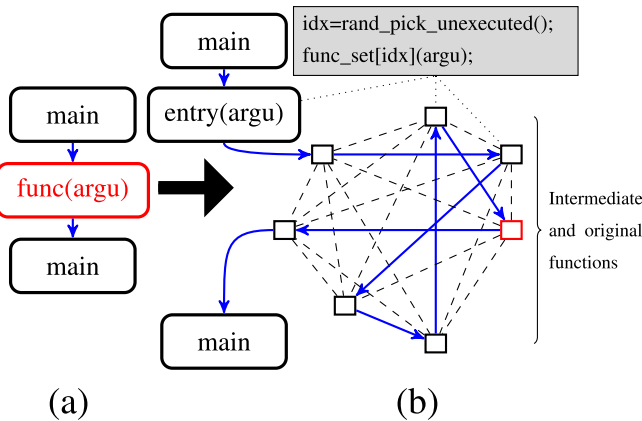 main
func(argu)
main
(a)
main
entry(argu)
idx=rand_pick_unexecuted();
func_set[idx](argu);
main
Intermediate
and original
functions
(b)